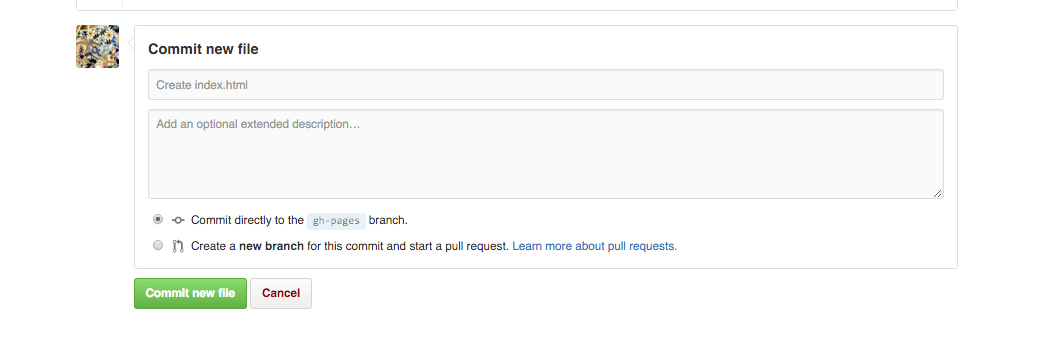 Commit new file
Create index.html
Add an optional extended description…
Commit directly to the gh-pages branch.
Create a new branch for this commit and start a pull request. Learn more about pull requests.
Commit new file Cancel